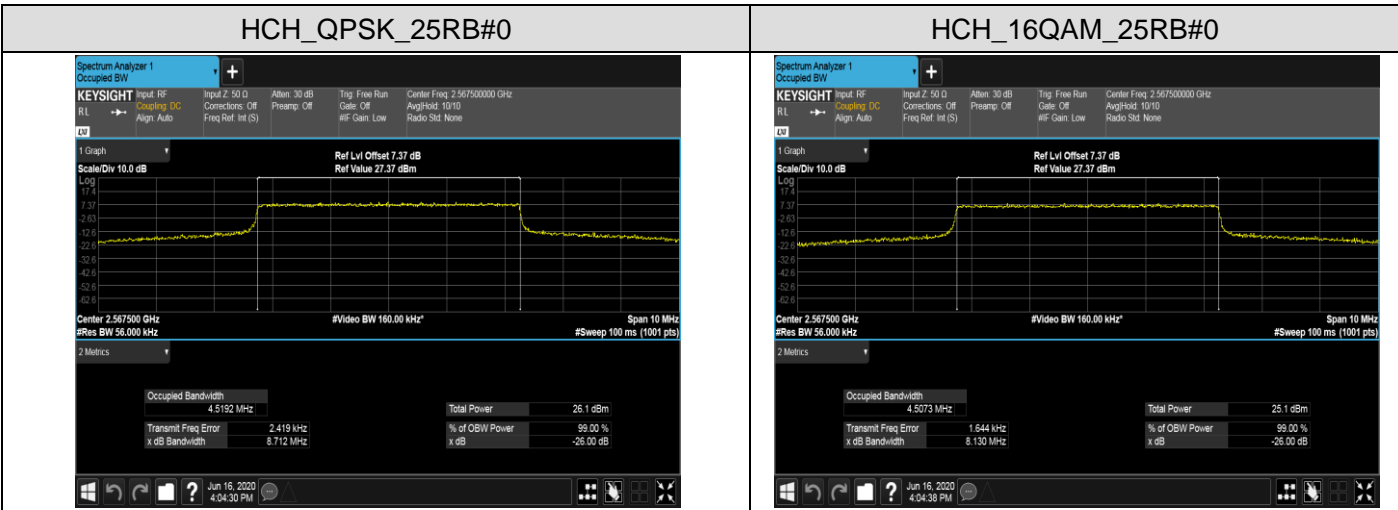 HCH_QPSK_25RB#0
Spectrum Analyzer 1
Occupied BW
KEYSIGHT
RL
Input: RF
Coupling: DC
Align: Auto
Input Z: 50 Ω
Corrections: Off
Freq Ref: Int (S)
Atten: 30 dB
Preamp: Off
Trig: Free Run
Gate: Off
#IF Gain: Low
Center Freq: 2.567500000 GHz
Avg|Hold: 10/10
Radio Std: None
LXI
1 Graph
Scale/Div 10.0 dB
Ref Lvl Offset 7.37 dB
Ref Value 27.37 dBm
Log
17.4
7.37
-2.63
-12.6
-22.6
-32.6
-42.6
-52.6
-62.6
Center 2.567500 GHz
#Res BW 56.000 kHz
#Video BW 160.00 kHz*
Span 10 MHz
#Sweep 100 ms (1001 pts)
2 Metrics
Occupied Bandwidth
4.5192 MHz
Total Power 26.1 dBm
Transmit Freq Error 2.419 kHz
% of OBW Power 99.00 %
x dB Bandwidth 8.712 MHz
x dB -26.00 dB
?
Jun 16, 2020
4:04:30 PM
HCH_16QAM_25RB#0
Spectrum Analyzer 1
Occupied BW
KEYSIGHT
RL
Input: RF
Coupling: DC
Align: Auto
Input Z: 50 Ω
Corrections: Off
Freq Ref: Int (S)
Atten: 30 dB
Preamp: Off
Trig: Free Run
Gate: Off
#IF Gain: Low
Center Freq: 2.567500000 GHz
Avg|Hold: 10/10
Radio Std: None
LXI
1 Graph
Scale/Div 10.0 dB
Ref Lvl Offset 7.37 dB
Ref Value 27.37 dBm
Log
17.4
7.37
-2.63
-12.6
-22.6
-32.6
-42.6
-52.6
-62.6
Center 2.567500 GHz
#Res BW 56.000 kHz
#Video BW 160.00 kHz*
Span 10 MHz
#Sweep 100 ms (1001 pts)
2 Metrics
Occupied Bandwidth
4.5073 MHz
Total Power 25.1 dBm
Transmit Freq Error 1.644 kHz
% of OBW Power 99.00 %
x dB Bandwidth 8.130 MHz
x dB -26.00 dB
?
Jun 16, 2020
4:04:38 PM